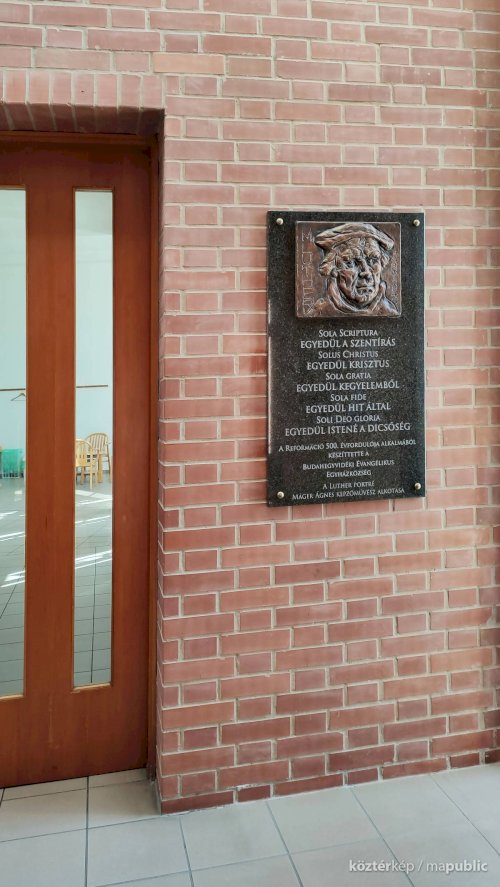 M. LUTHER
Sola Scriptura
EGYEDÜL A SZENTÍRÁS
Solus Christus
EGYEDÜL KRISZTUS
Sola gratia
EGYEDÜL KEGYELEMBŐL
Sola fide
EGYEDÜL HIT ÁLTAL
Soli Deo gloria
EGYEDÜL ISTENÉ A DICSŐSÉG
A Reformáció 500. évfordulója alkalmából
készíttette a
Budahegyvidéki Evangélikus
Egyházközség
A Luther portré
Máger Ágnes képzőművész alkotása
köztérkép / mapublic